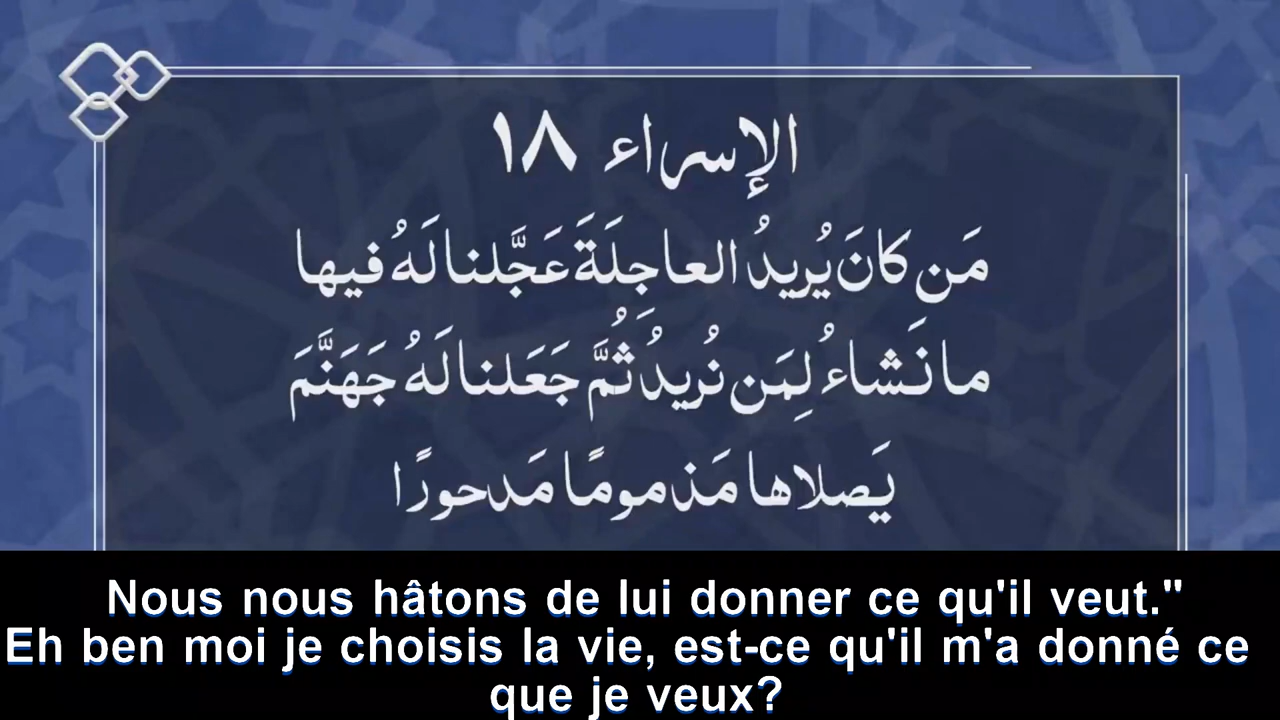 الإسراء ١٨
مَن كانَ يُريدُ العاجِلَةَ عَجَّلنا لَهُ فيها
ما نَشاءُ لِمَن نُريدُ ثُمَّ جَعَلنا لَهُ جَهَنَّمَ
يَصلاها مَذمومًا مَدحورًا
Nous nous hâtons de lui donner ce qu'il veut."
Eh ben moi je choisis la vie, est-ce qu'il m'a donné ce
que je veux?